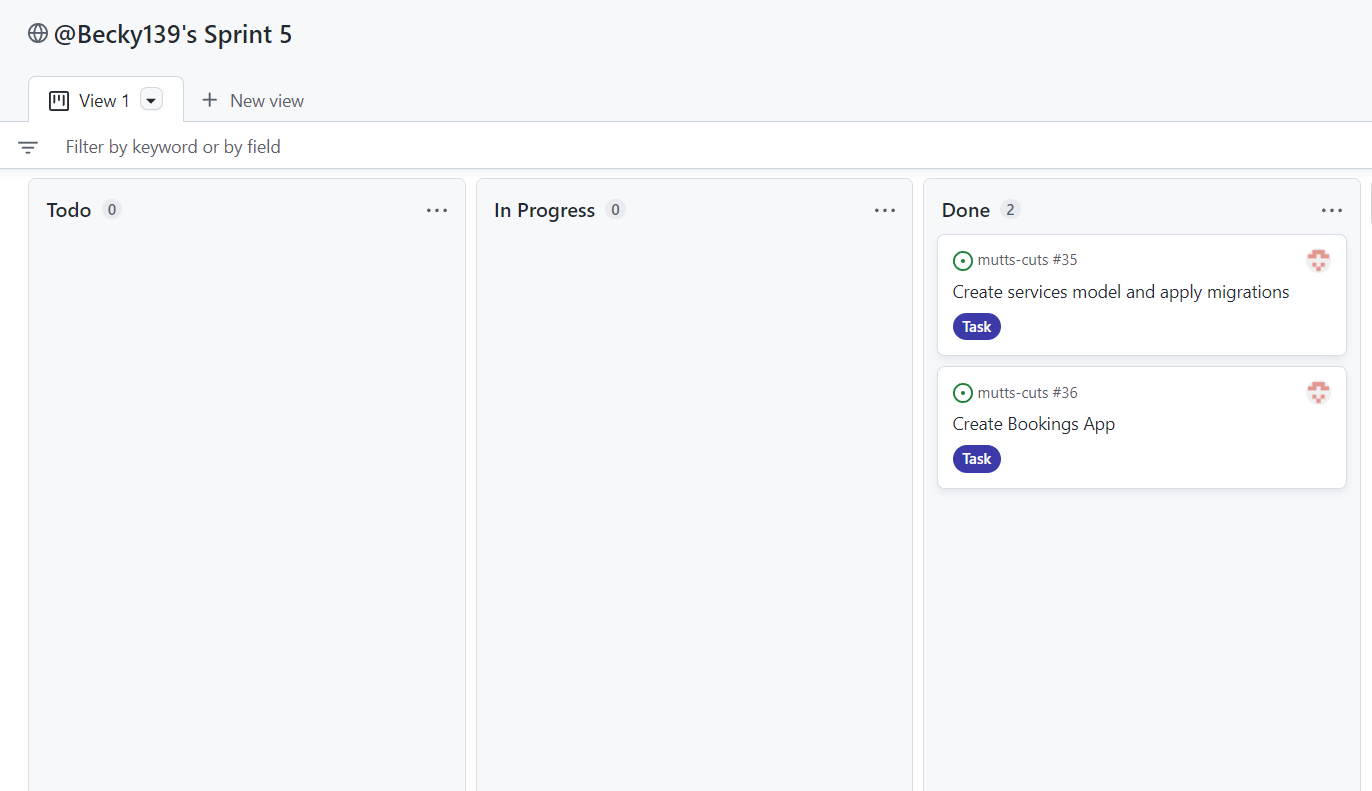 @Becky139's Sprint 5
View 1
New view
Filter by keyword or by field
Todo 0
In Progress 0
Done 2
mutts-cuts #35
Create services model and apply migrations
Task
mutts-cuts #36
Create Bookings App
Task